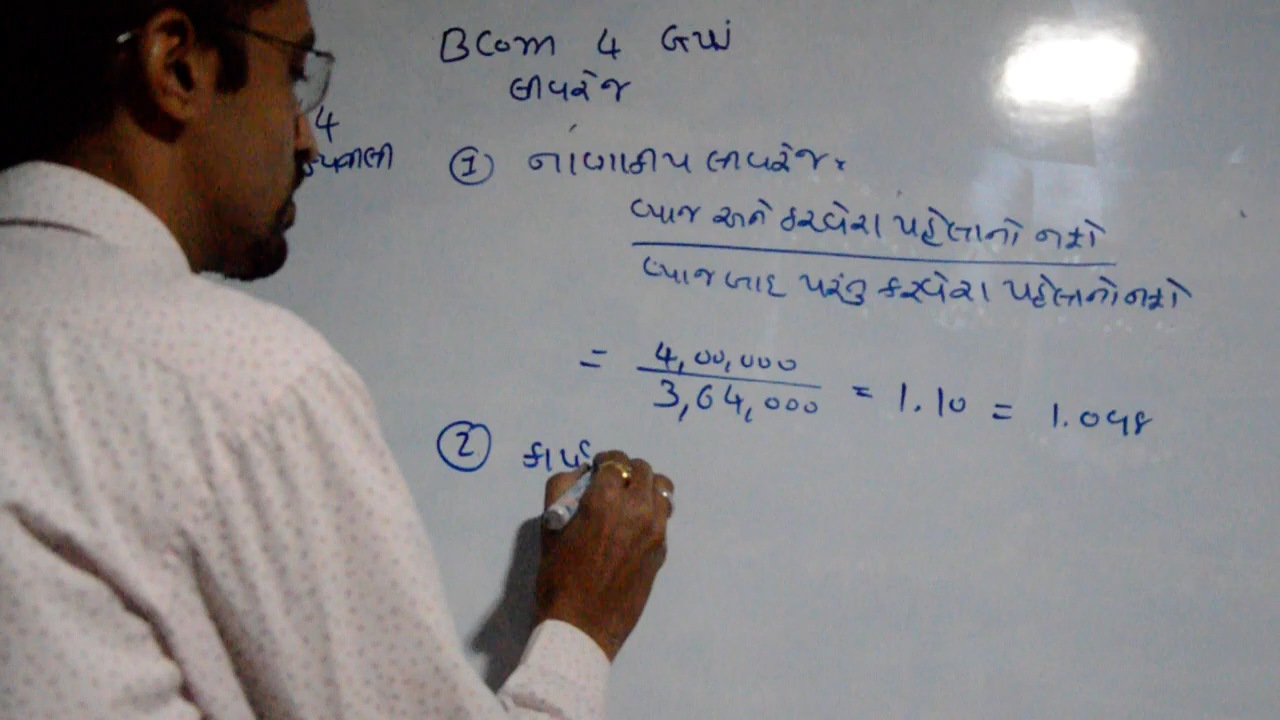 BCom 4 GUઇ
લીવરેજ
4
① નાણાકીય લીવરેજ:
વ્યાજ અને કરવેરા પહેલાનો નફો
વ્યાજ બાદ પરંતુ કરવેરા પહેલાનો નફો
= 4,00,000
3,64,000 = 1.10 = 1.098
② કાર્ય